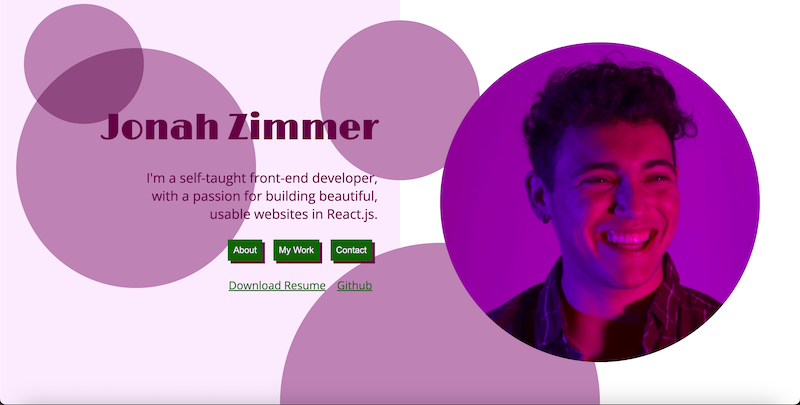 Jonah Zimmer
I'm a self-taught front-end developer,
with a passion for building beautiful,
usable websites in React.js.
About My Work Contact
Download Resume Github